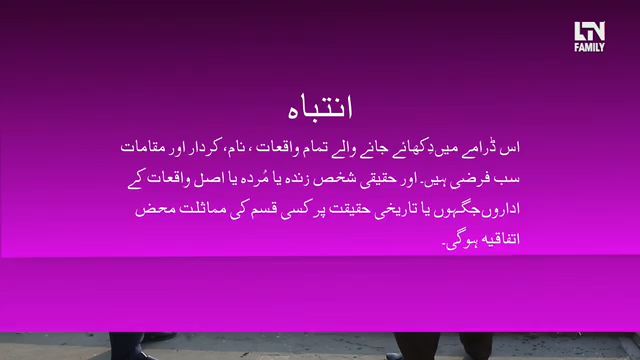 LTN
FAMILY
انتباہ
اس ڈرامے میں دِکھائے جانے والے تمام واقعات ، نام، کردار اور مقامات
سب فرضی ہیں۔ اور حقیقی شخص زندہ یا مُردہ یا اصل واقعات کے
اداروں جگہوں یا تاریخی حقیقت پر کسی قسم کی مماثلت محض
اتفاقیہ ہوگی۔